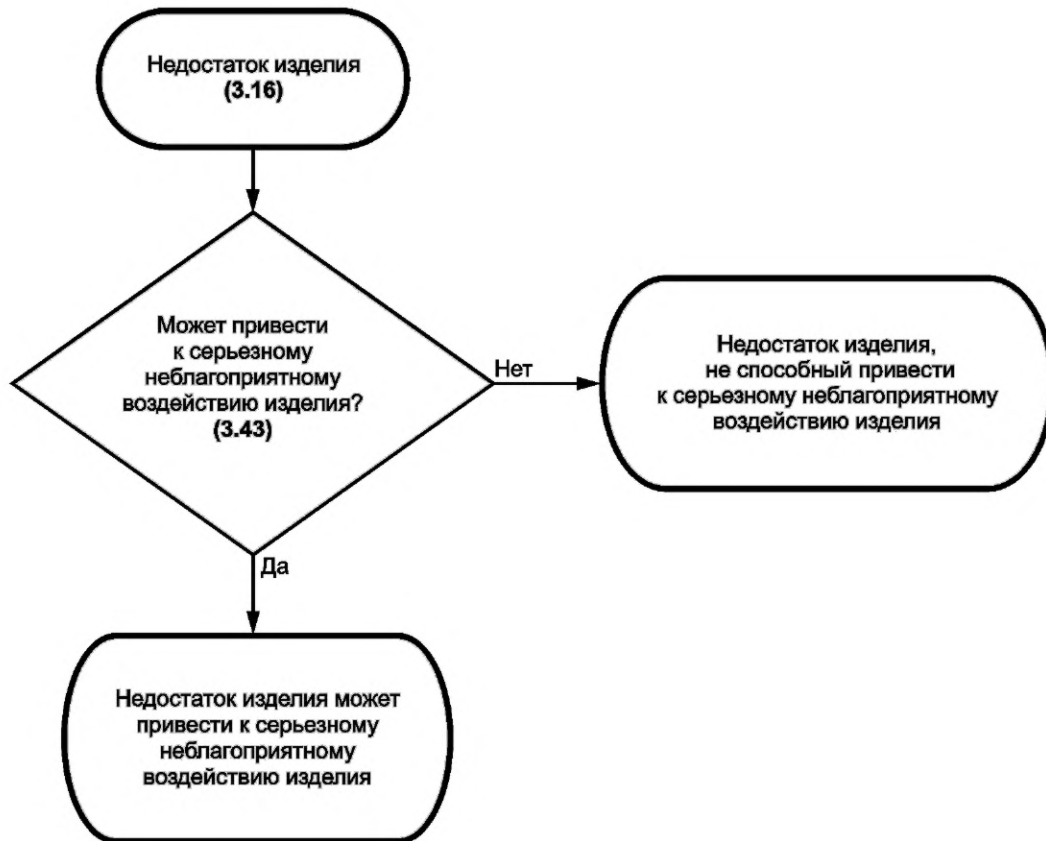 Недостаток изделия
(3.16)
Может привести
к серьезному
неблагоприятному
воздействию изделия?
(3.43)
Нет
Недостаток изделия,
не способный привести
к серьезному неблагоприятному
воздействию изделия
Да
Недостаток изделия может
привести к серьезному
неблагоприятному
воздействию изделия